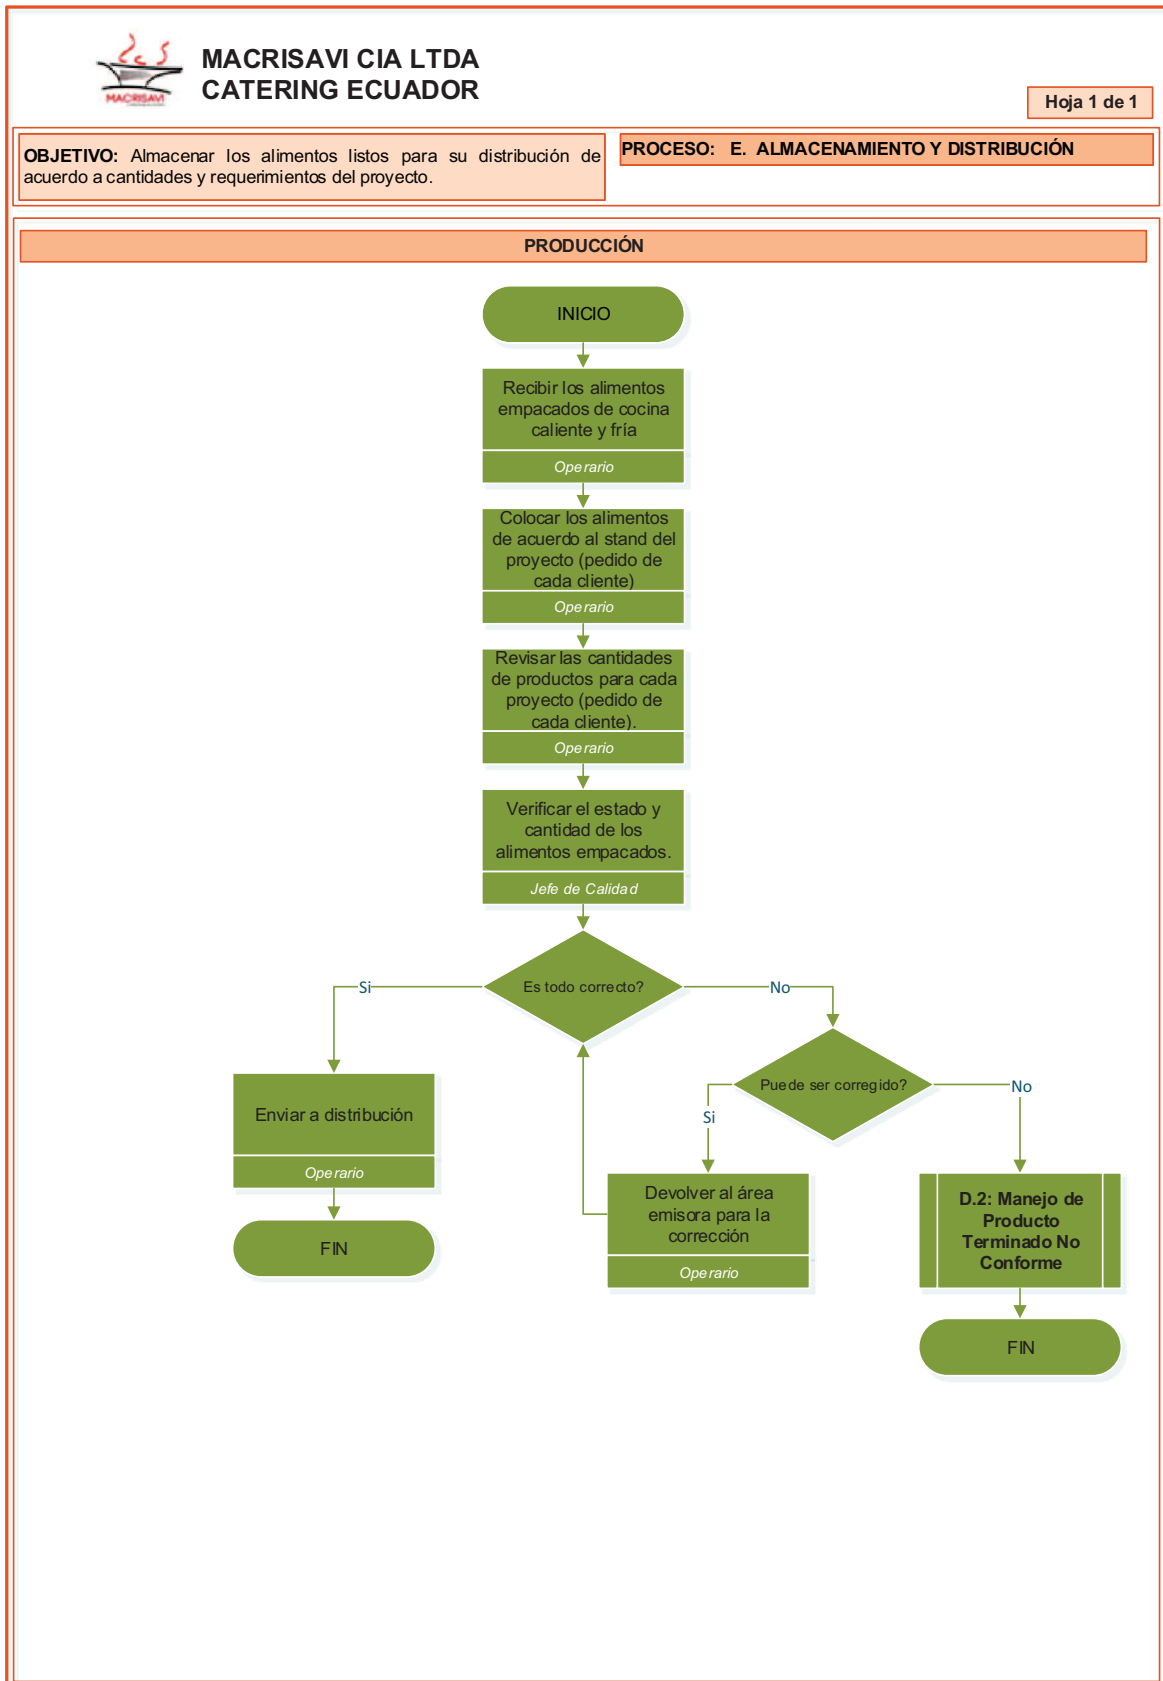 MACRISAVI
MACRISAVI CIA LTDA
CATERING ECUADOR
Hoja 1 de 1
OBJETIVO: Almacenar los alimentos listos para su distribución de
acuerdo a cantidades y requerimientos del proyecto.
PROCESO: E. ALMACENAMIENTO Y DISTRIBUCIÓN
PRODUCCIÓN
INICIO
Recibir los alimentos
empacados de cocina
caliente y fría
Operario
Colocar los alimentos
de acuerdo al stand del
proyecto (pedido de
cada cliente)
Operario
Revisar las cantidades
de productos para cada
proyecto (pedido de
cada cliente).
Operario
Verificar el estado y
cantidad de los
alimentos empacados.
Jefe de Calidad
Es todo correcto?
Si
No
Enviar a distribución
Operario
FIN
Puede ser corregido?
Si
No
Devolver al área
emisora para la
corrección
Operario
D.2: Manejo de
Producto
Terminado No
Conforme
FIN